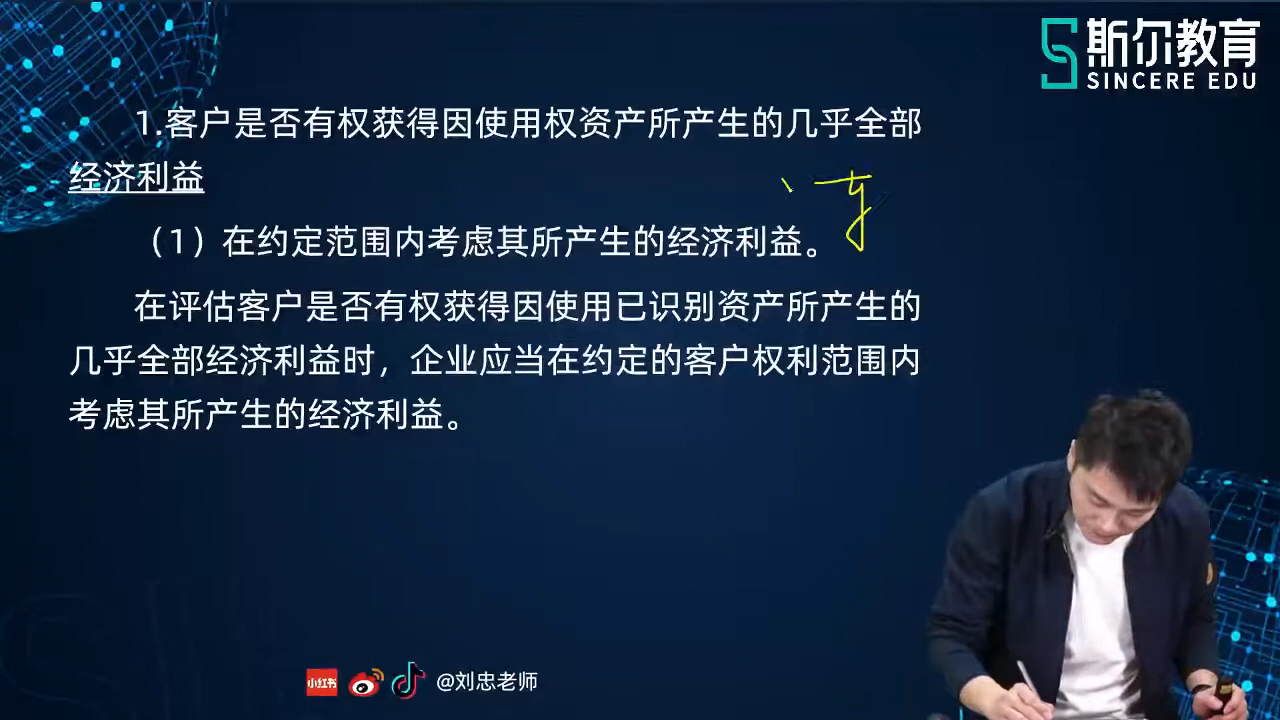 斯尔教育
SINCERE EDU
1.客户是否有权获得因使用权资产所产生的几乎全部
经济利益
（1）在约定范围内考虑其所产生的经济利益。
在评估客户是否有权获得因使用已识别资产所产生的
几乎全部经济利益时，企业应当在约定的客户权利范围内
考虑其所产生的经济利益。
小红书
@刘忠老师